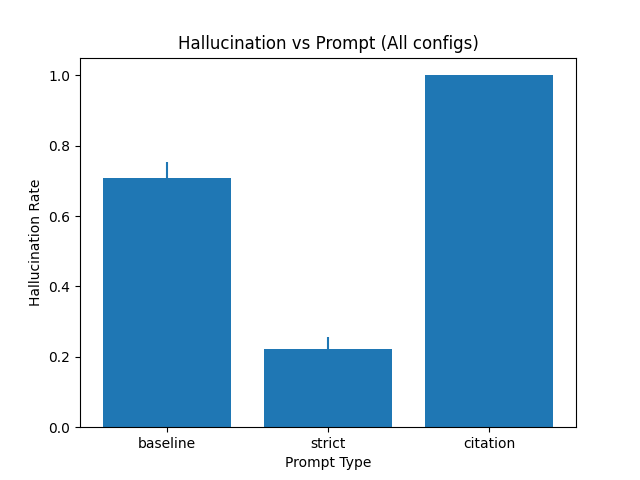 Hallucination vs Prompt (All configs)
Hallucination Rate
1.0
0.8
0.6
0.4
0.2
0.0
baseline strict citation
Prompt Type